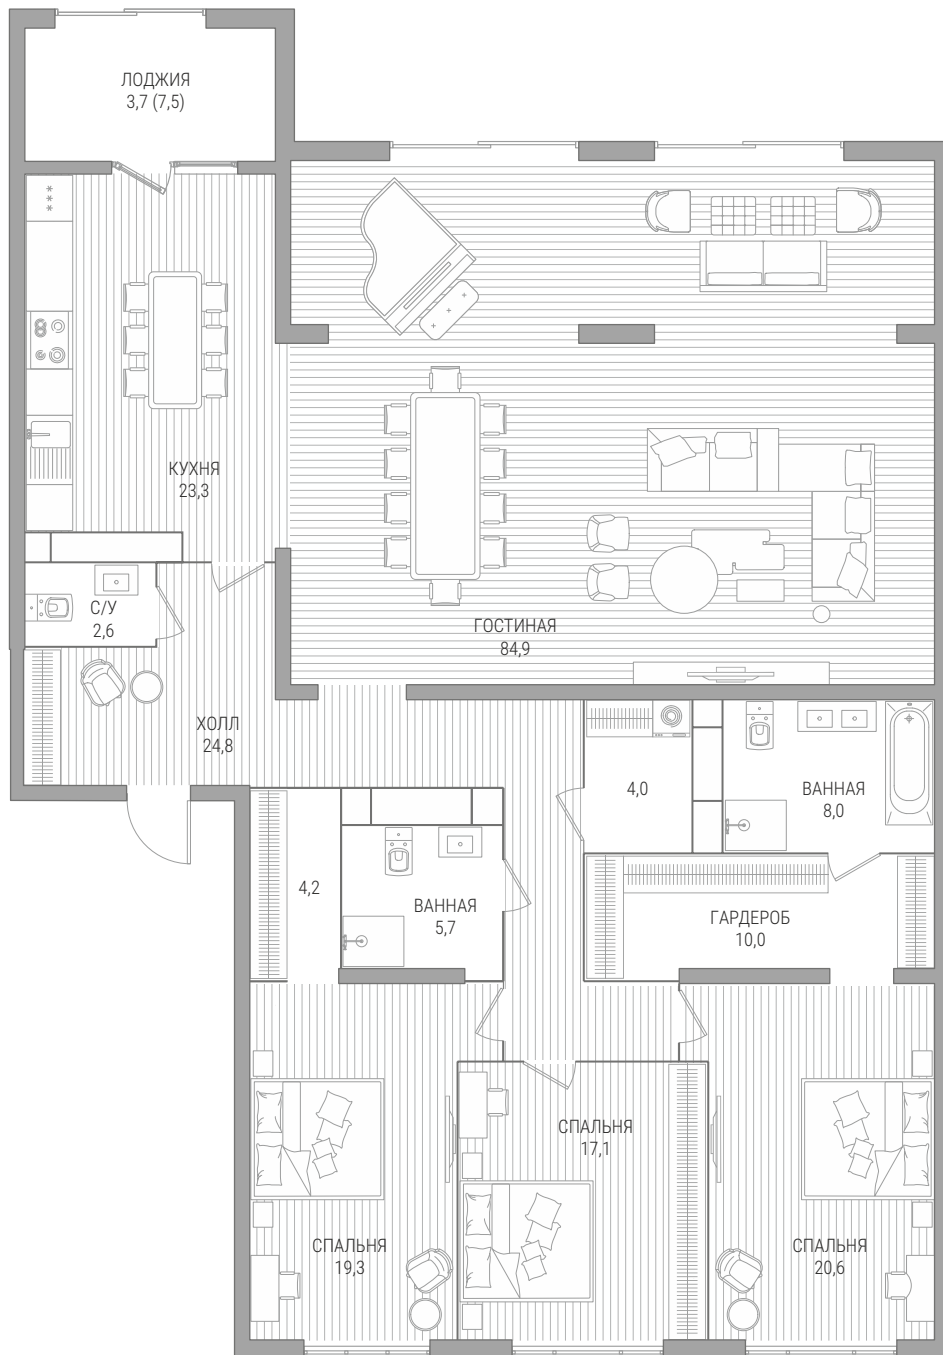 ЛОДЖИЯ
3,7 (7,5)
КУХНЯ
23,3
С/У
2,6
ГОСТИНАЯ
84,9
ХОЛЛ
24,8
4,0
ВАННАЯ
8,0
4,2
ВАННАЯ
5,7
ГАРДЕРОБ
10,0
СПАЛЬНЯ
17,1
СПАЛЬНЯ
19,3
СПАЛЬНЯ
20,6